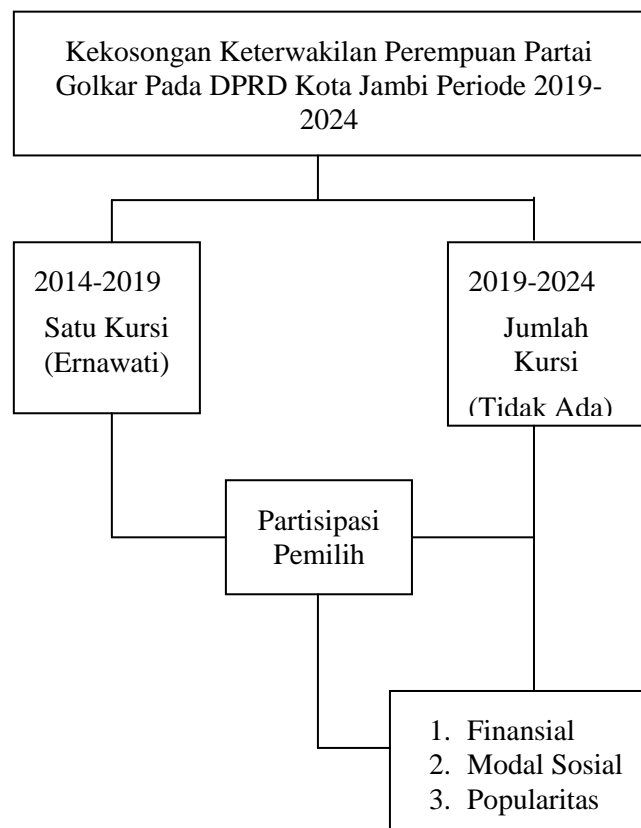 Kekosongan Keterwakilan Perempuan Partai
Golkar Pada DPRD Kota Jambi Periode 2019-
2024
2014-2019
Satu Kursi
(Ernawati)
2019-2024
Jumlah
Kursi
(Tidak Ada)
Partisipasi
Pemilih
1. Finansial
2. Modal Sosial
3. Popularitas